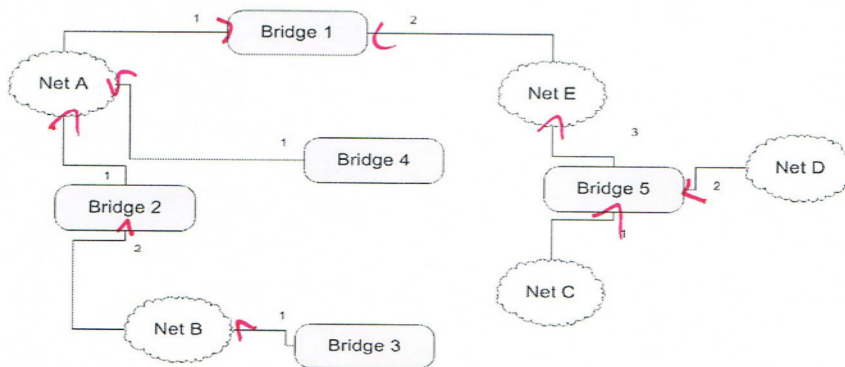 1
Bridge 1
2
Net A
Net E
1
Bridge 4
3
Net D
1
Bridge 5
2
Bridge 2
1
2
Net C
Net B
1
Bridge 3